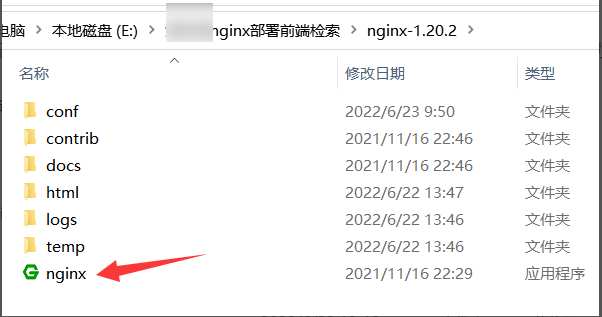 电脑 > 本地磁盘 (E:) > nginx部署前端检索 > nginx-1.20.2 >
名称 修改日期 类型
conf 2022/6/23 9:50 文件夹
contrib 2021/11/16 22:46 文件夹
docs 2021/11/16 22:46 文件夹
html 2022/6/22 13:47 文件夹
logs 2022/6/22 13:46 文件夹
temp 2022/6/22 13:46 文件夹
nginx 2021/11/16 22:29 应用程序